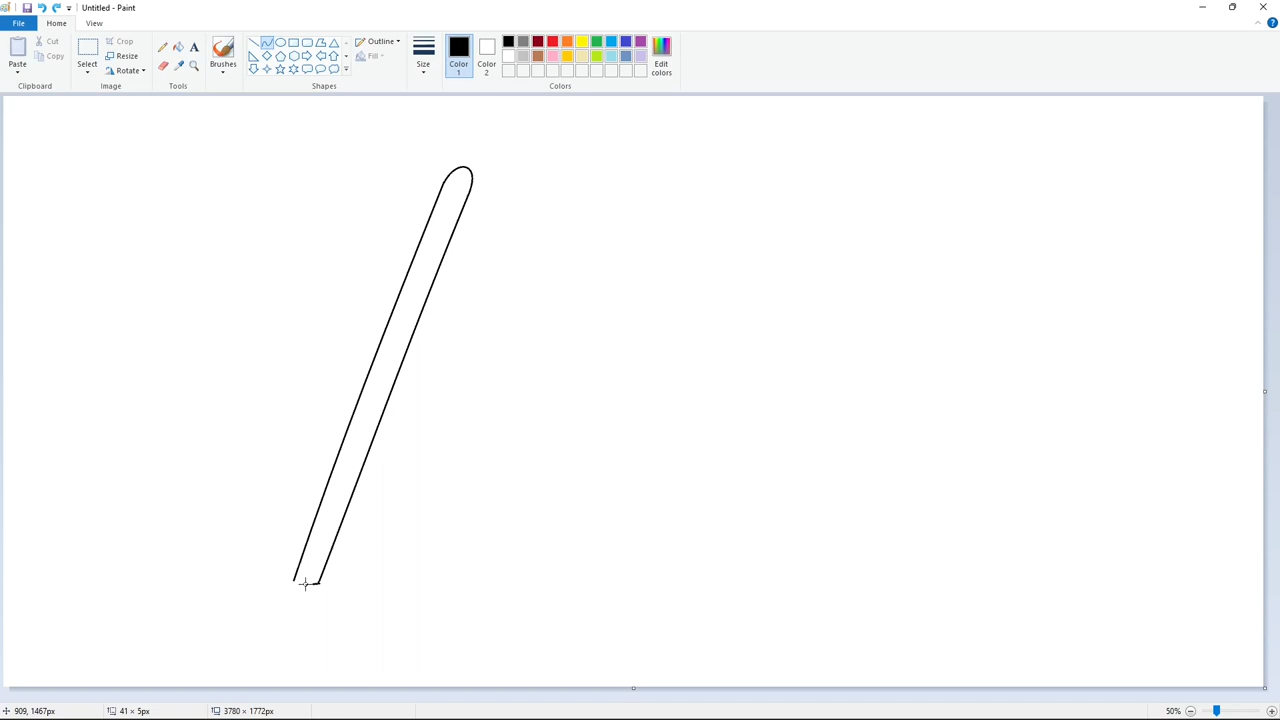 Untitled - Paint
File
Home
View
Paste
Cut
Copy
Clipboard
Select
Crop
Resize
Rotate
Image
A
Tools
Brushes
Outline
Fill
Shapes
Size
Color 1
Color 2
Edit colors
Colors
909, 1467px
41 × 5px
3780 × 1772px
50%